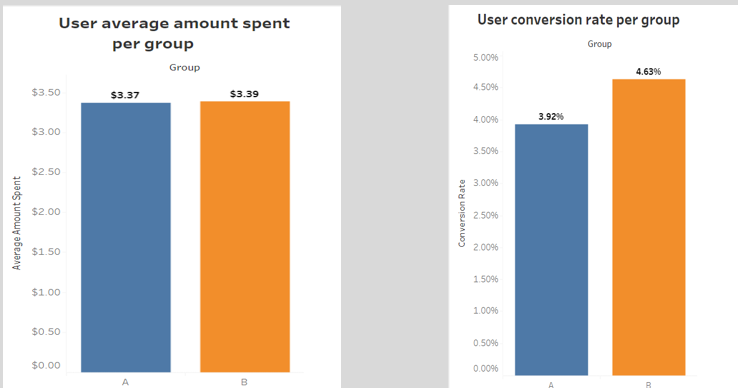 User average amount spent
per group
Group
$3.50
$3.00
$2.50
$2.00
$1.50
$1.00
$0.50
$0.00
Average Amount Spent
$3.37
$3.39
A
B
User conversion rate per group
Group
5.00%
4.50%
4.00%
3.50%
3.00%
2.50%
2.00%
1.50%
1.00%
0.50%
0.00%
Conversion Rate
3.92%
4.63%
A
B